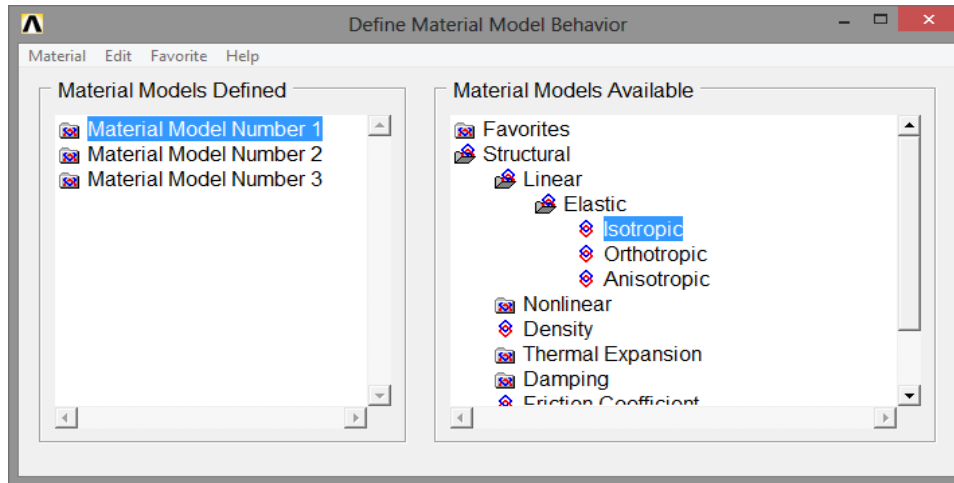 Define Material Model Behavior
Material Edit Favorite Help
Material Models Defined
Material Model Number 1
Material Model Number 2
Material Model Number 3
Material Models Available
Favorites
Structural
Linear
Elastic
Isotropic
Orthotropic
Anisotropic
Nonlinear
Density
Thermal Expansion
Damping
Friction Coefficient